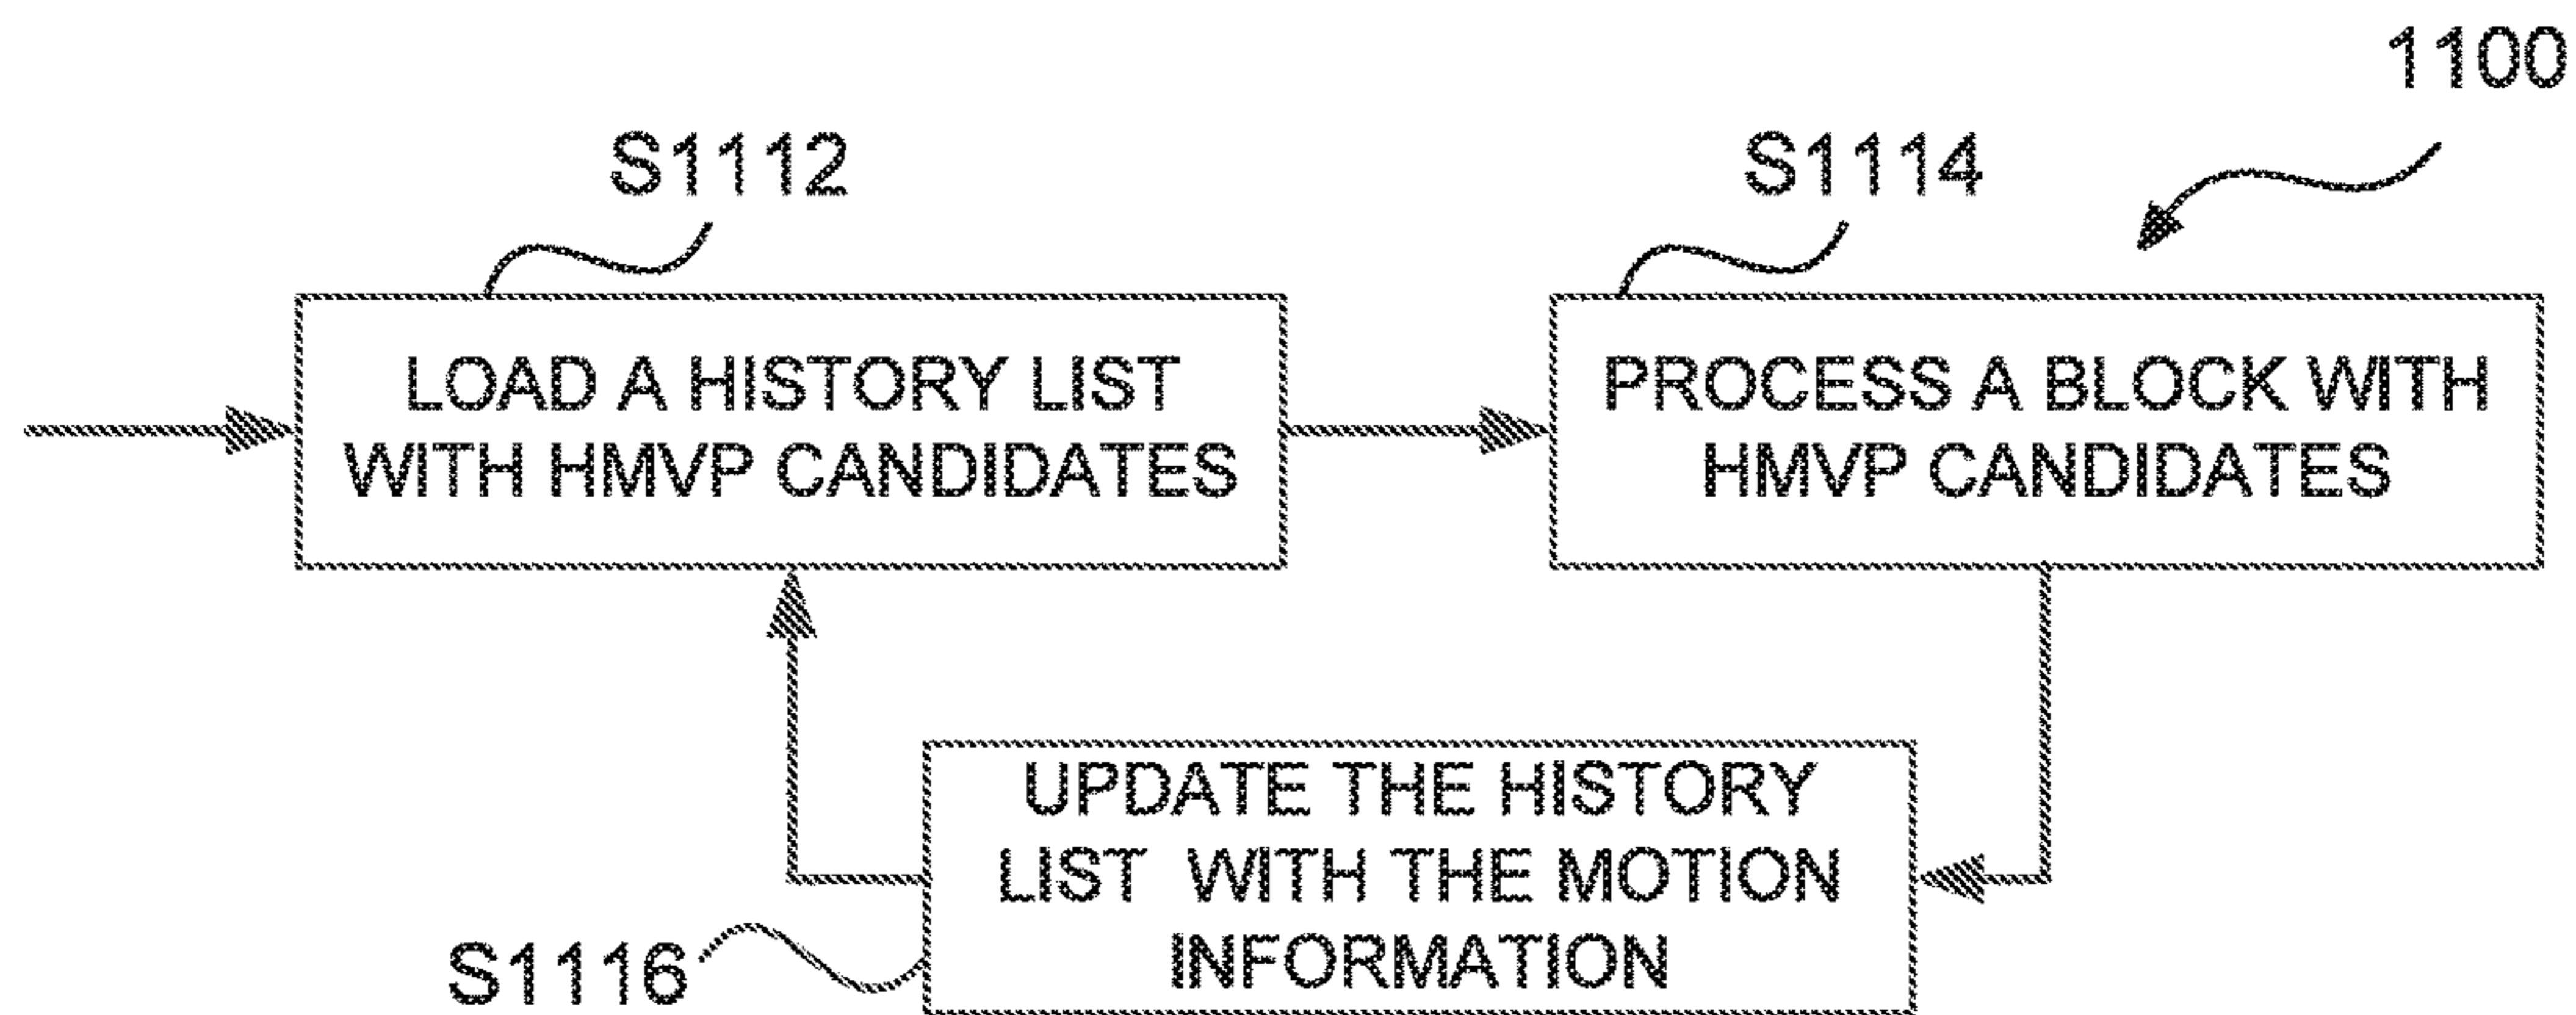 1100
S1112
S1114
LOAD A HISTORY LIST
WITH HMVP CANDIDATES
PROCESS A BLOCK WITH
HMVP CANDIDATES
UPDATE THE HISTORY
LIST WITH THE MOTION
INFORMATION
S1116